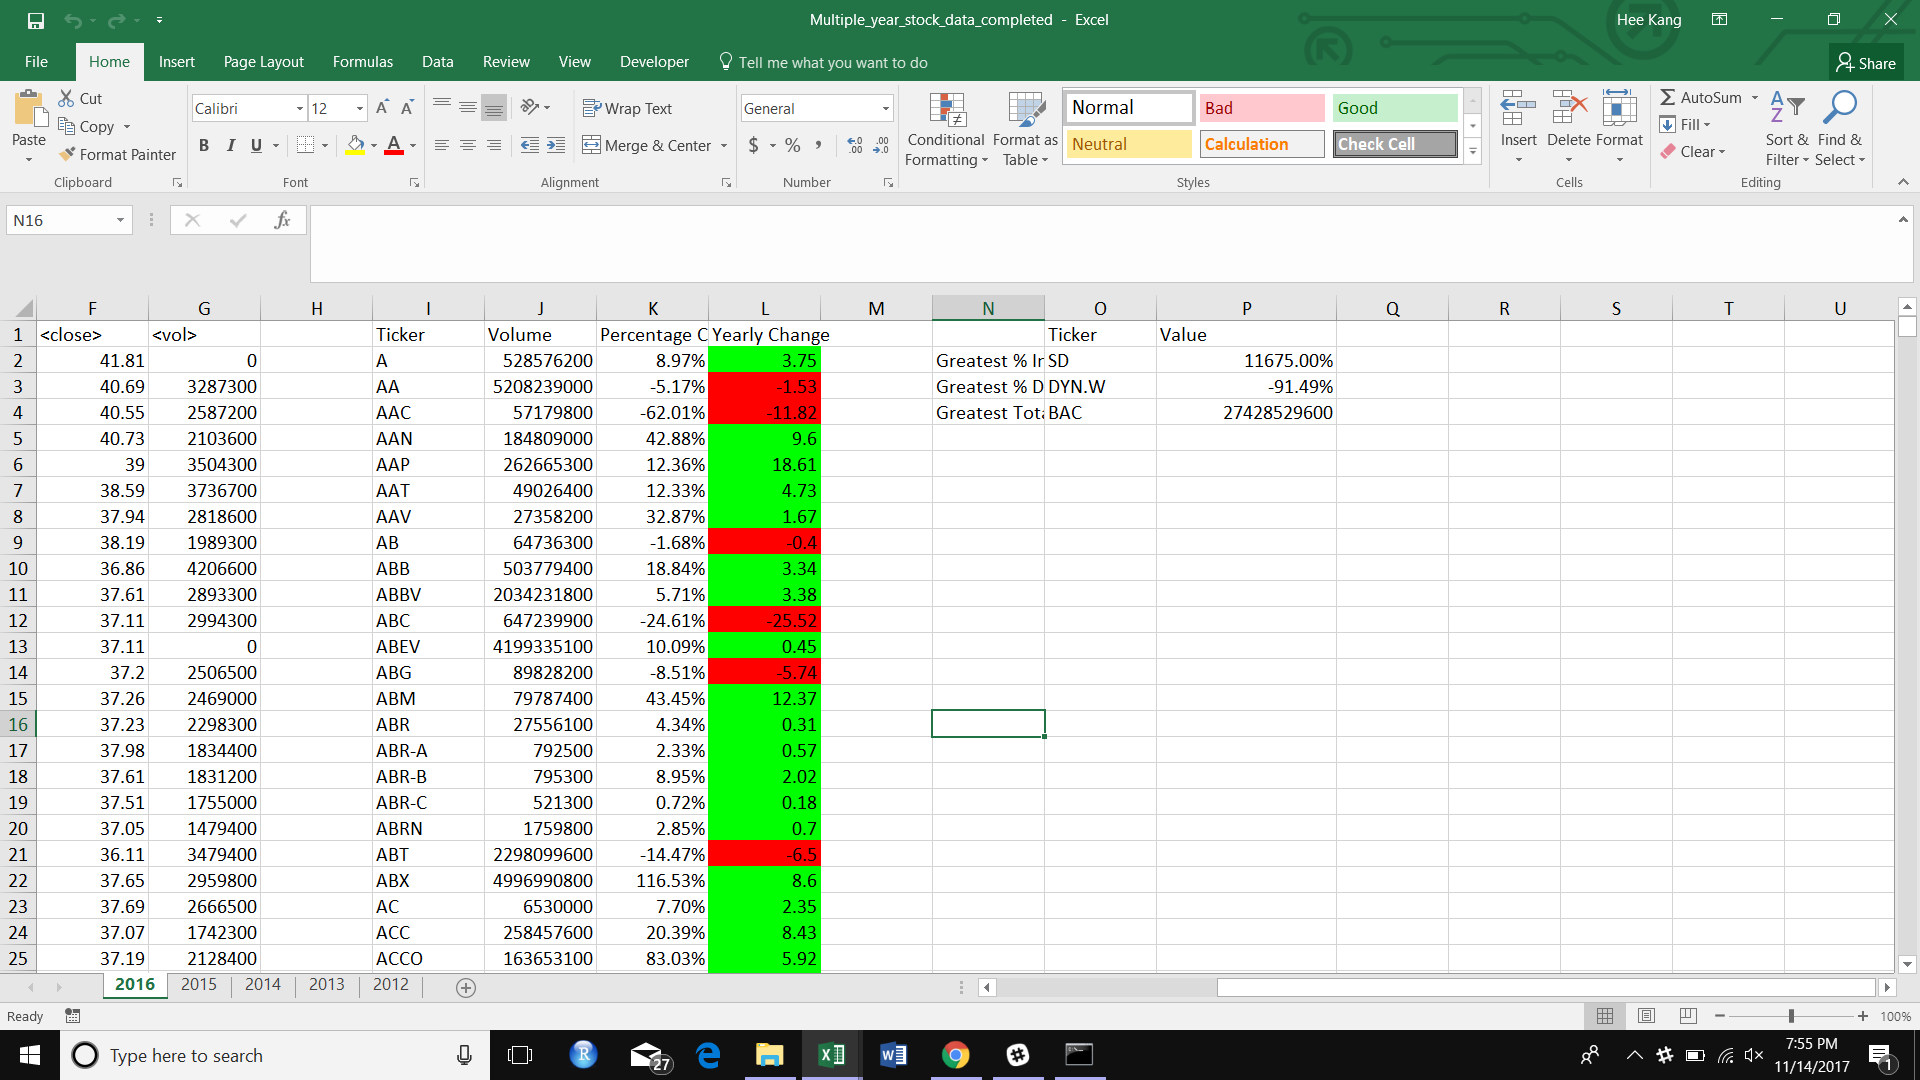 Multiple_year_stock_data_completed - Excel
Hee Kang
File Home Insert Page Layout Formulas Data Review View Developer Tell me what you want to do
Share
Cut
Copy
Format Painter
Paste
Clipboard
Calibri 12
B I U
Font
Wrap Text
Merge & Center
Alignment
General
$ % ,
Number
Conditional Formatting
Format as Table
Normal Bad Good
Neutral Calculation Check Cell
Styles
Insert Delete Format
Cells
AutoSum
Fill
Clear
Sort & Filter
Find & Select
Editing
N16
fx
F G H I J K L M N O P Q R S T U
1 <close> <vol> Ticker Volume Percentage C Yearly Change Ticker Value
2 41.81 0 A 528576200 8.97% 3.75 Greatest % Ir SD 11675.00%
3 40.69 3287300 AA 5208239000 -5.17% -1.53 Greatest % D DYN.W -91.49%
4 40.55 2587200 AAC 57179800 -62.01% -11.82 Greatest Tota BAC 27428529600
5 40.73 2103600 AAN 184809000 42.88% 9.6
6 39 3504300 AAP 262665300 12.36% 18.61
7 38.59 3736700 AAT 49026400 12.33% 4.73
8 37.94 2818600 AAV 27358200 32.87% 1.67
9 38.19 1989300 AB 64736300 -1.68% -0.4
10 36.86 4206600 ABB 503779400 18.84% 3.34
11 37.61 2893300 ABBV 2034231800 5.71% 3.38
12 37.11 2994300 ABC 647239900 -24.61% -25.52
13 37.11 0 ABEV 4199335100 10.09% 0.45
14 37.2 2506500 ABG 89828200 -8.51% -5.74
15 37.26 2469000 ABM 79787400 43.45% 12.37
16 37.23 2298300 ABR 27556100 4.34% 0.31
17 37.98 1834400 ABR-A 792500 2.33% 0.57
18 37.61 1831200 ABR-B 795300 8.95% 2.02
19 37.51 1755000 ABR-C 521300 0.72% 0.18
20 37.05 1479400 ABRN 1759800 2.85% 0.7
21 36.11 3479400 ABT 2298099600 -14.47% -6.5
22 37.65 2959800 ABX 4996990800 116.53% 8.6
23 37.69 2666500 AC 6530000 7.70% 2.35
24 37.07 1742300 ACC 258457600 20.39% 8.43
25 37.19 2128400 ACCO 163653100 83.03% 5.92
2016 2015 2014 2013 2012
Ready
100%
Type here to search
27
7:55 PM
11/14/2017
1